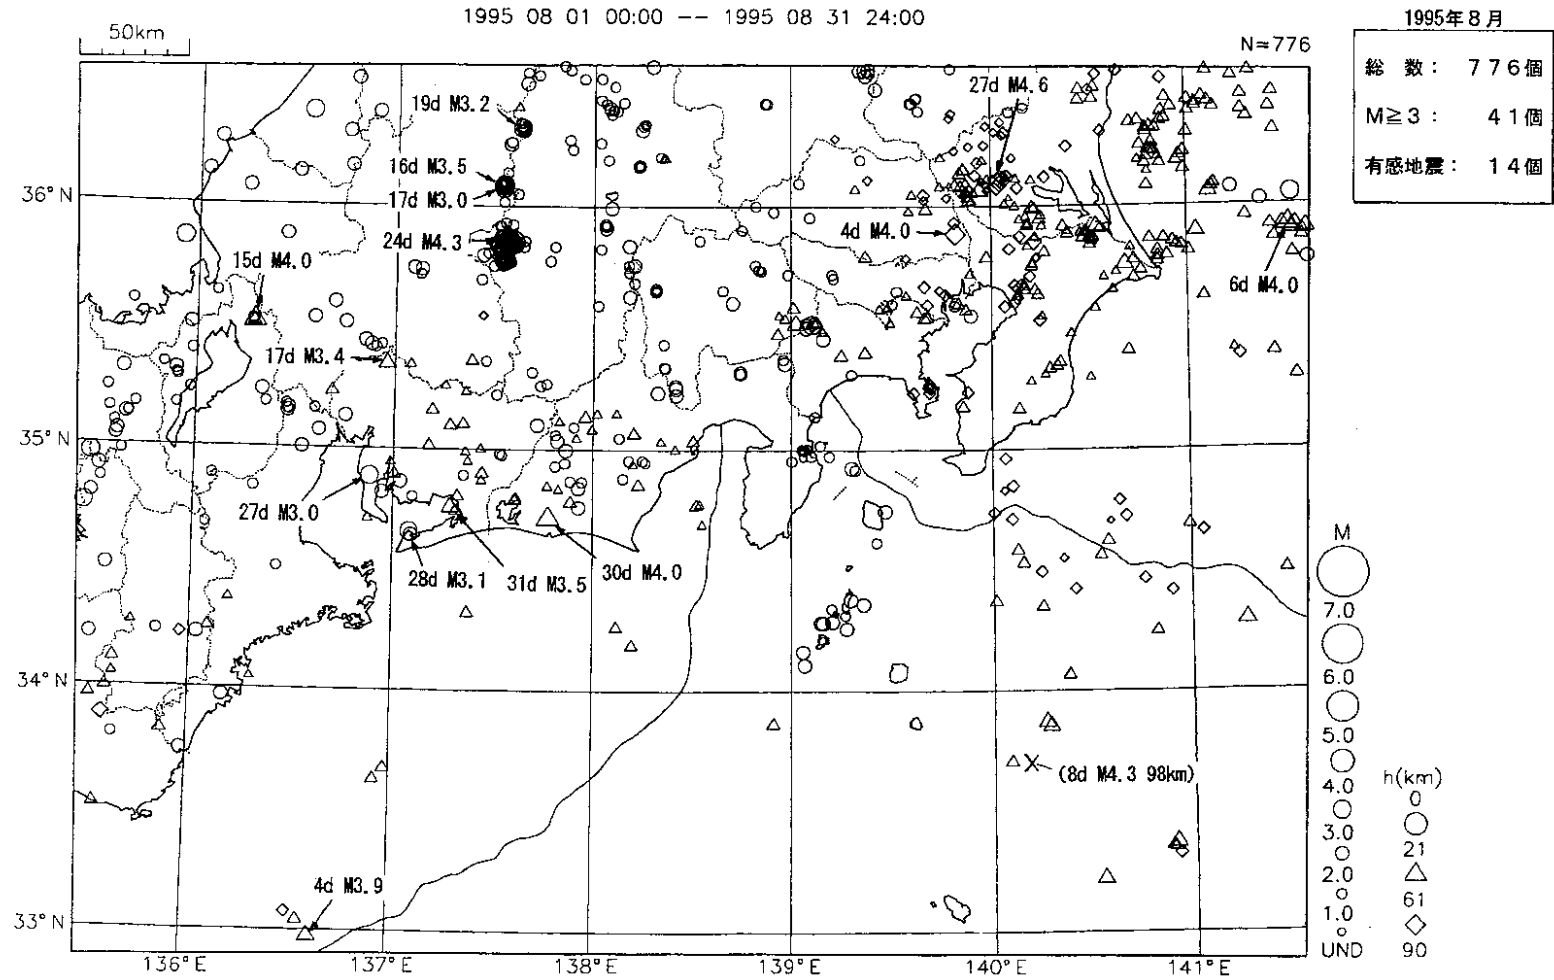 1995 08 01 00:00 -- 1995 08 31 24:00
1995年8月
50km
N=776
総 数： 776個
M≧3： 41個
有感地震： 14個
27d M4.6
19d M3.2
16d M3.5
36°N
17d M3.0
24d M4.3
4d M4.0
15d M4.0
6d M4.0
17d M3.4
35°N
27d M3.0
28d M3.1
31d M3.5
30d M4.0
M
7.0
34°N
6.0
5.0
(8d M4.3 98km)
4.0
h(km)
0
3.0
21
2.0
4d M3.9
61
1.0
33°N
UND
90
136°E
137°E
138°E
139°E
140°E
141°E